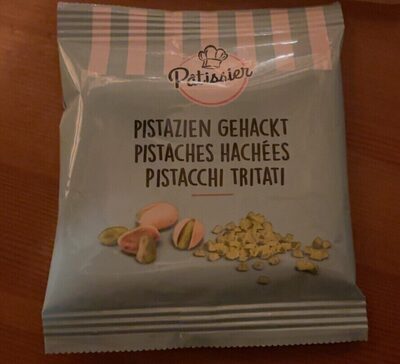 Patissier
PISTAZIEN GEHACKT
PISTACHES HACHÉES
PISTACCHI TRITATI